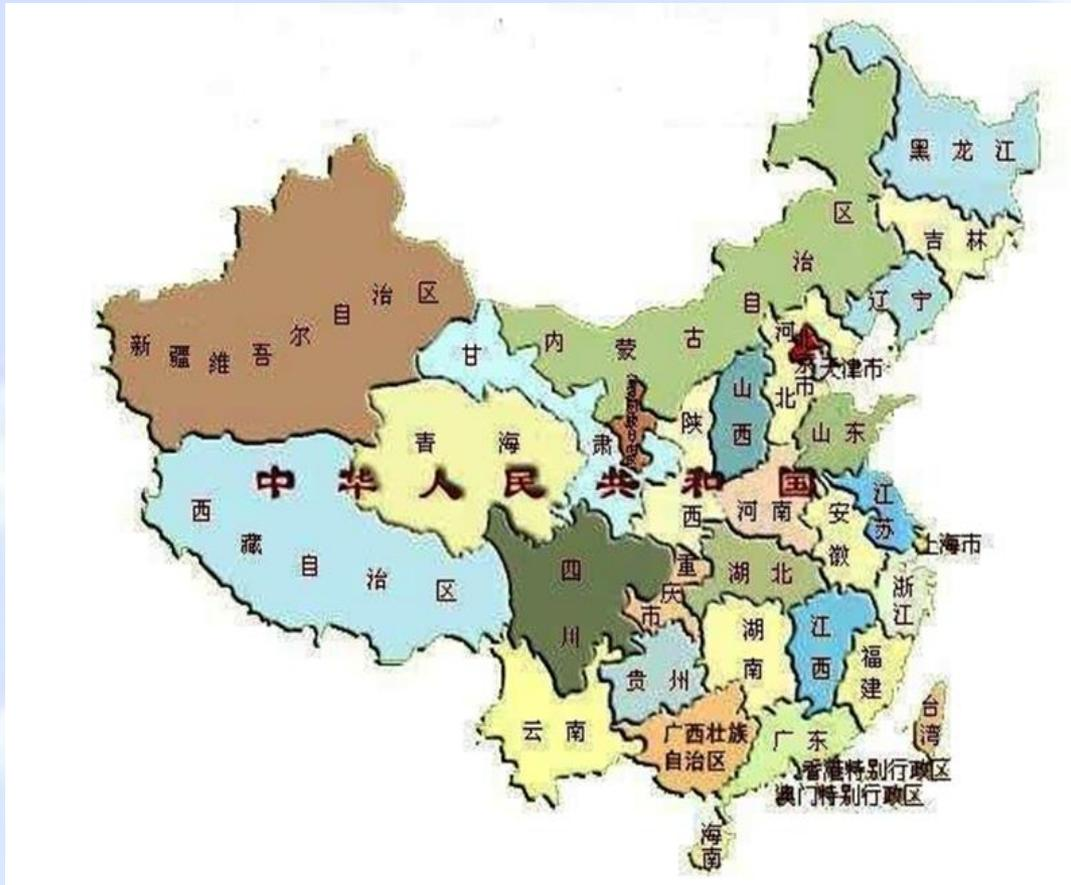 黑龙江
吉林
辽宁
内蒙古自治区
新疆维吾尔自治区
甘肃
青海
河北
北京市
天津市
山西
陕西
山东
中华人民共和国
西藏自治区
河南
江苏
安徽
上海市
四川
重庆市
湖北
浙江
湖南
江西
福建
贵州
云南
广西壮族
自治区
广东
台湾
香港特别行政区
澳门特别行政区
海南